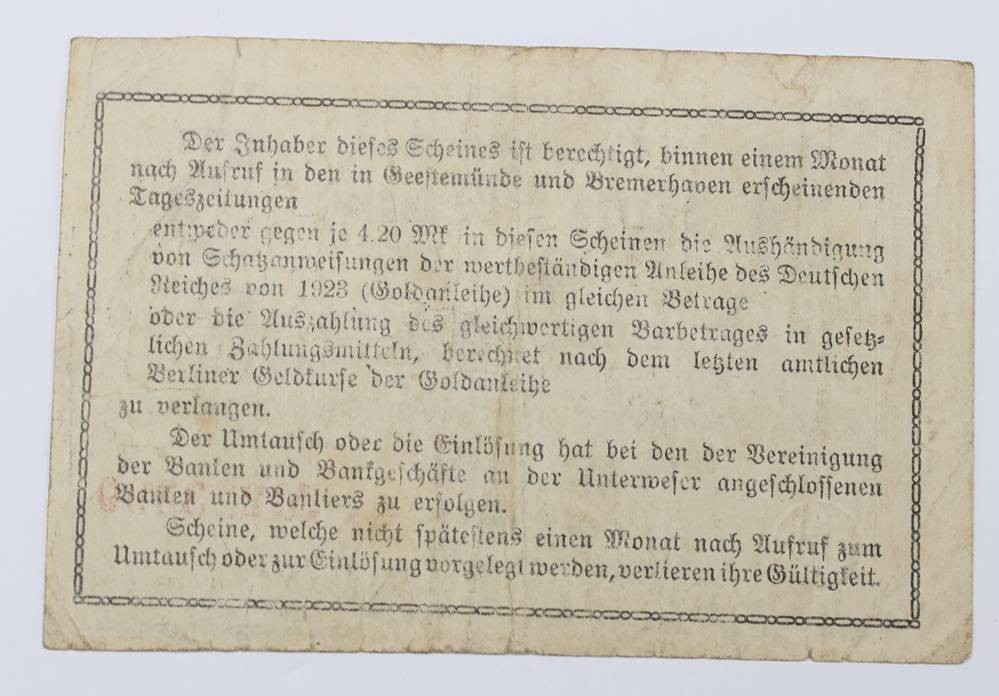 Der Inhaber dieses Scheines ist berechtigt, binnen einem Monat
nach Aufruf in den in Geestemünde und Bremerhaven erscheinenden
Tageszeitungen
entweder gegen je 4.20 Mk in diesen Scheinen die Aushändigung
von Schatzanweisungen der wertbeständigen Anleihe des Deutschen
Reiches von 1923 (Goldanleihe) im gleichen Betrage
oder die Auszahlung des gleichwertigen Barbetrages in gesetz-
lichen Zahlungsmitteln, berechnet nach dem letzten amtlichen
Berliner Geldkurse der Goldanleihe
zu verlangen.
Der Umtausch oder die Einlösung hat bei den der Vereinigung
der Banken und Bankgeschäfte an der Unterweser angeschlossenen
Banken und Bankiers zu erfolgen.
Scheine, welche nicht spätestens einen Monat nach Aufruf zum
Umtausch oder zur Einlösung vorgelegt werden, verlieren ihre Gültigkeit.